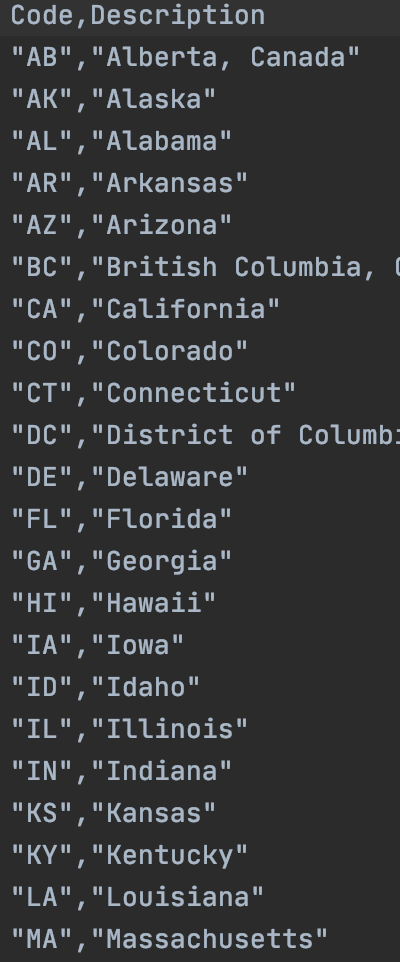 Code,Description
"AB","Alberta, Canada"
"AK","Alaska"
"AL","Alabama"
"AR","Arkansas"
"AZ","Arizona"
"BC","British Columbia,
"CA","California"
"CO","Colorado"
"CT","Connecticut"
"DC","District of Columbi
"DE","Delaware"
"FL","Florida"
"GA","Georgia"
"HI","Hawaii"
"IA","Iowa"
"ID","Idaho"
"IL","Illinois"
"IN","Indiana"
"KS","Kansas"
"KY","Kentucky"
"LA","Louisiana"
"MA","Massachusetts"